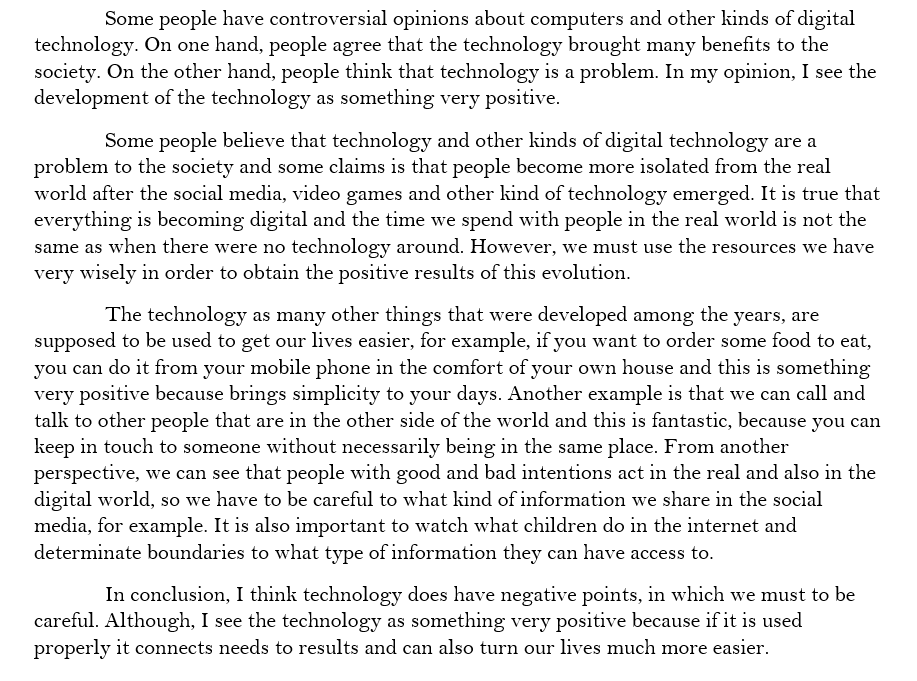 Some people have controversial opinions about computers and other kinds of digital
technology. On one hand, people agree that the technology brought many benefits to the
society. On the other hand, people think that technology is a problem. In my opinion, I see the
development of the technology as something very positive.
Some people believe that technology and other kinds of digital technology are a
problem to the society and some claims is that people become more isolated from the real
world after the social media, video games and other kind of technology emerged. It is true that
everything is becoming digital and the time we spend with people in the real world is not the
same as when there were no technology around. However, we must use the resources we have
very wisely in order to obtain the positive results of this evolution.
The technology as many other things that were developed among the years, are
supposed to be used to get our lives easier, for example, if you want to order some food to eat,
you can do it from your mobile phone in the comfort of your own house and this is something
very positive because brings simplicity to your days. Another example is that we can call and
talk to other people that are in the other side of the world and this is fantastic, because you can
keep in touch to someone without necessarily being in the same place. From another
perspective, we can see that people with good and bad intentions act in the real and also in the
digital world, so we have to be careful to what kind of information we share in the social
media, for example. It is also important to watch what children do in the internet and
determinate boundaries to what type of information they can have access to.
In conclusion, I think technology does have negative points, in which we must to be
careful. Although, I see the technology as something very positive because if it is used
properly it connects needs to results and can also turn our lives much more easier.